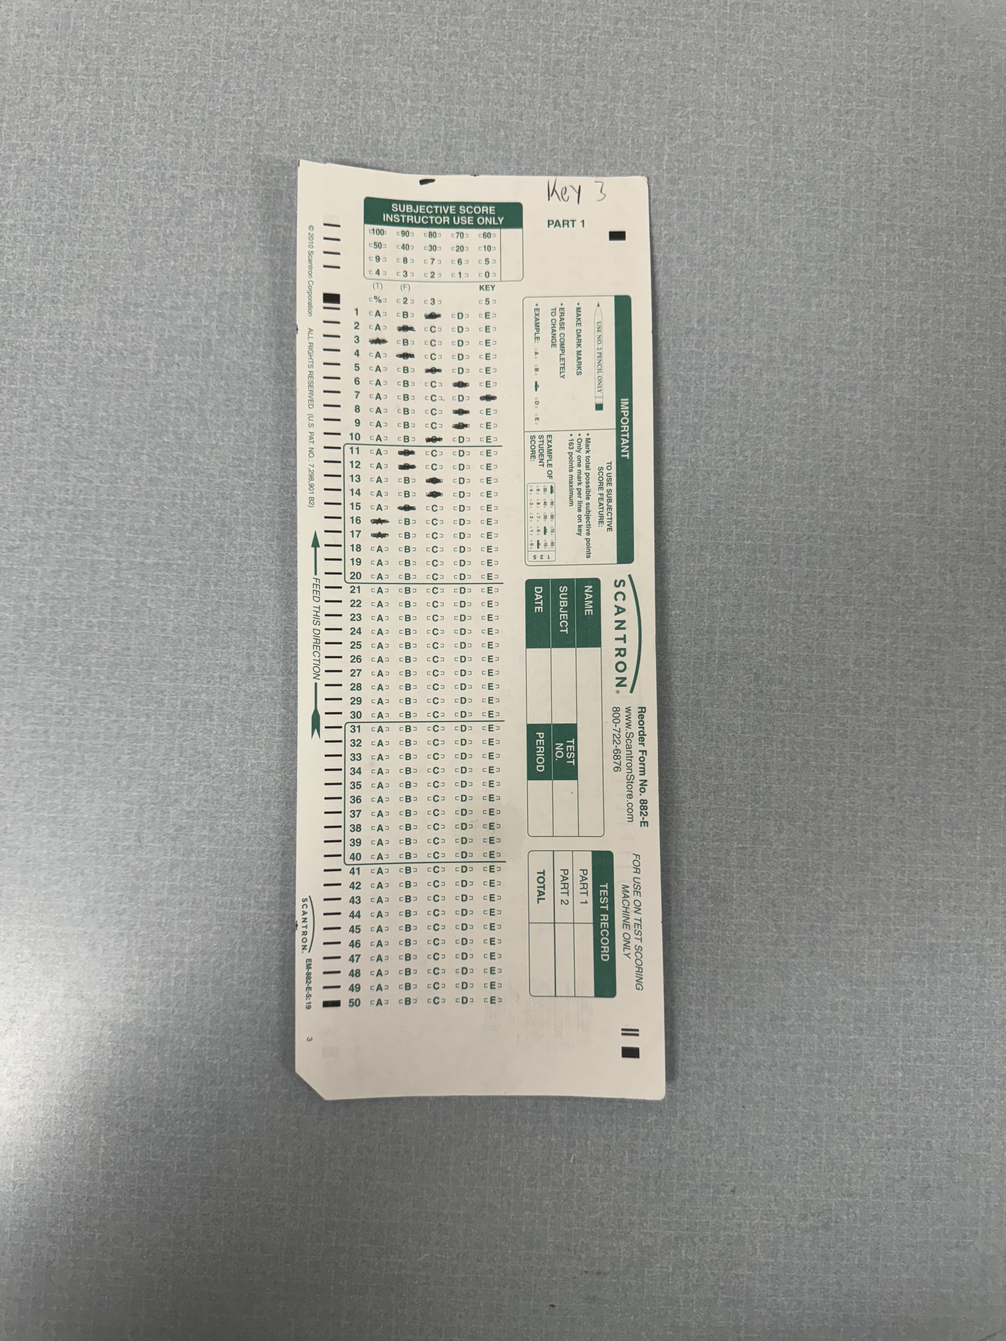 Key 3
PART 1
SUBJECTIVE SCORE
INSTRUCTOR USE ONLY
100 90 80 70 60
50 40 30 20 10
9 8 7 6 5
4 3 2 1 0
(T) (F) KEY
% 2 3 5
1 A B D E
2 A C D E
3 B C D E
4 A C D E
5 A B D E
6 A B C E
7 A B C D
8 A B C E
9 A B C E
10 A B D E
11 A C D E
12 A C D E
13 A B D E
14 A B D E
15 A C D E
16 B C D E
17 A B C D E
18 A B C D E
19 A B C D E
20 A B C D E
21 A B C D E
22 A B C D E
23 A B C D E
24 A B C D E
25 A B C D E
26 A B C D E
27 A B C D E
28 A B C D E
29 A B C D E
30 A B C D E
31 A B C D E
32 A B C D E
33 A B C D E
34 A B C D E
35 A B C D E
36 A B C D E
37 A B C D E
38 A B C D E
39 A B C D E
40 A B C D E
41 A B C D E
42 A B C D E
43 A B C D E
44 A B C D E
45 A B C D E
46 A B C D E
47 A B C D E
48 A B C D E
49 A B C D E
50 A B C D E
© 2010 Scantron Corporation ALL RIGHTS RESERVED (U.S. PAT. NO. 7,298,901 B2)
FEED THIS DIRECTION
SCANTRON. EM-882-E-5:19
3
IMPORTANT
USE NO. 2 PENCIL ONLY
• MAKE DARK MARKS
• ERASE COMPLETELY
TO CHANGE
• EXAMPLE: A B D E
TO USE SUBJECTIVE
SCORE FEATURE:
• Mark total possible subjective points
• Only one mark per line on key
• 163 points maximum
EXAMPLE OF
STUDENT
SCORE:
SCANTRON®
Reorder Form No. 882-E
www.ScantronStore.com
800-722-6876
NAME
SUBJECT
TEST
NO.
DATE
PERIOD
FOR USE ON TEST SCORING
MACHINE ONLY
TEST RECORD
PART 1
PART 2
TOTAL